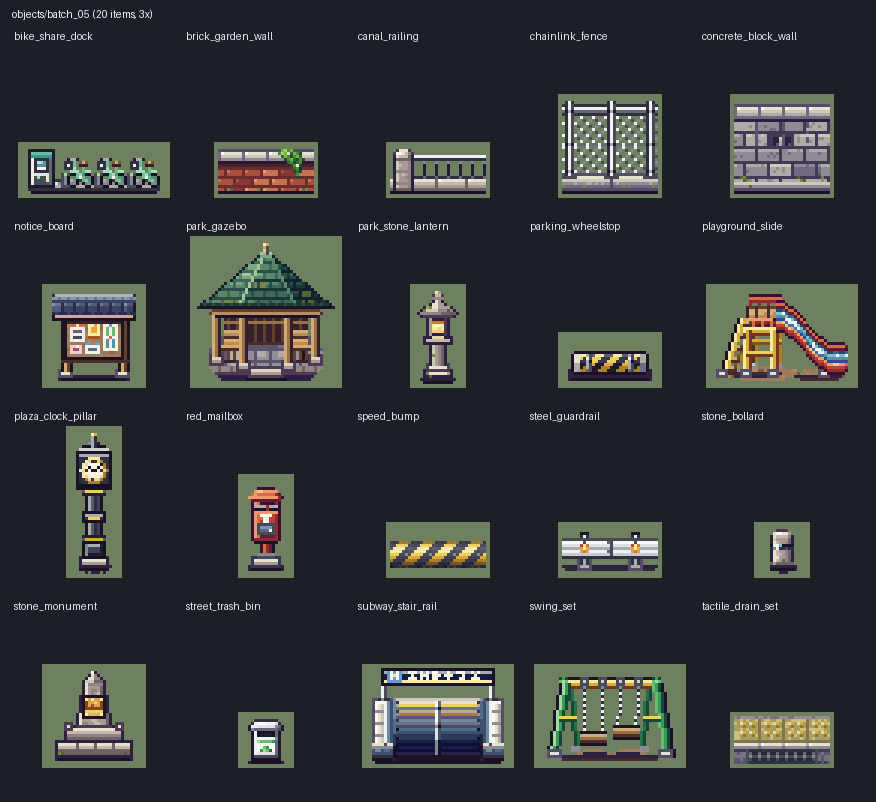 objects/batch_05 (20 items, 3x)
bike_share_dock
brick_garden_wall
canal_railing
chainlink_fence
concrete_block_wall
notice_board
park_gazebo
park_stone_lantern
parking_wheelstop
playground_slide
plaza_clock_pillar
red_mailbox
speed_bump
steel_guardrail
stone_bollard
stone_monument
street_trash_bin
subway_stair_rail
swing_set
tactile_drain_set